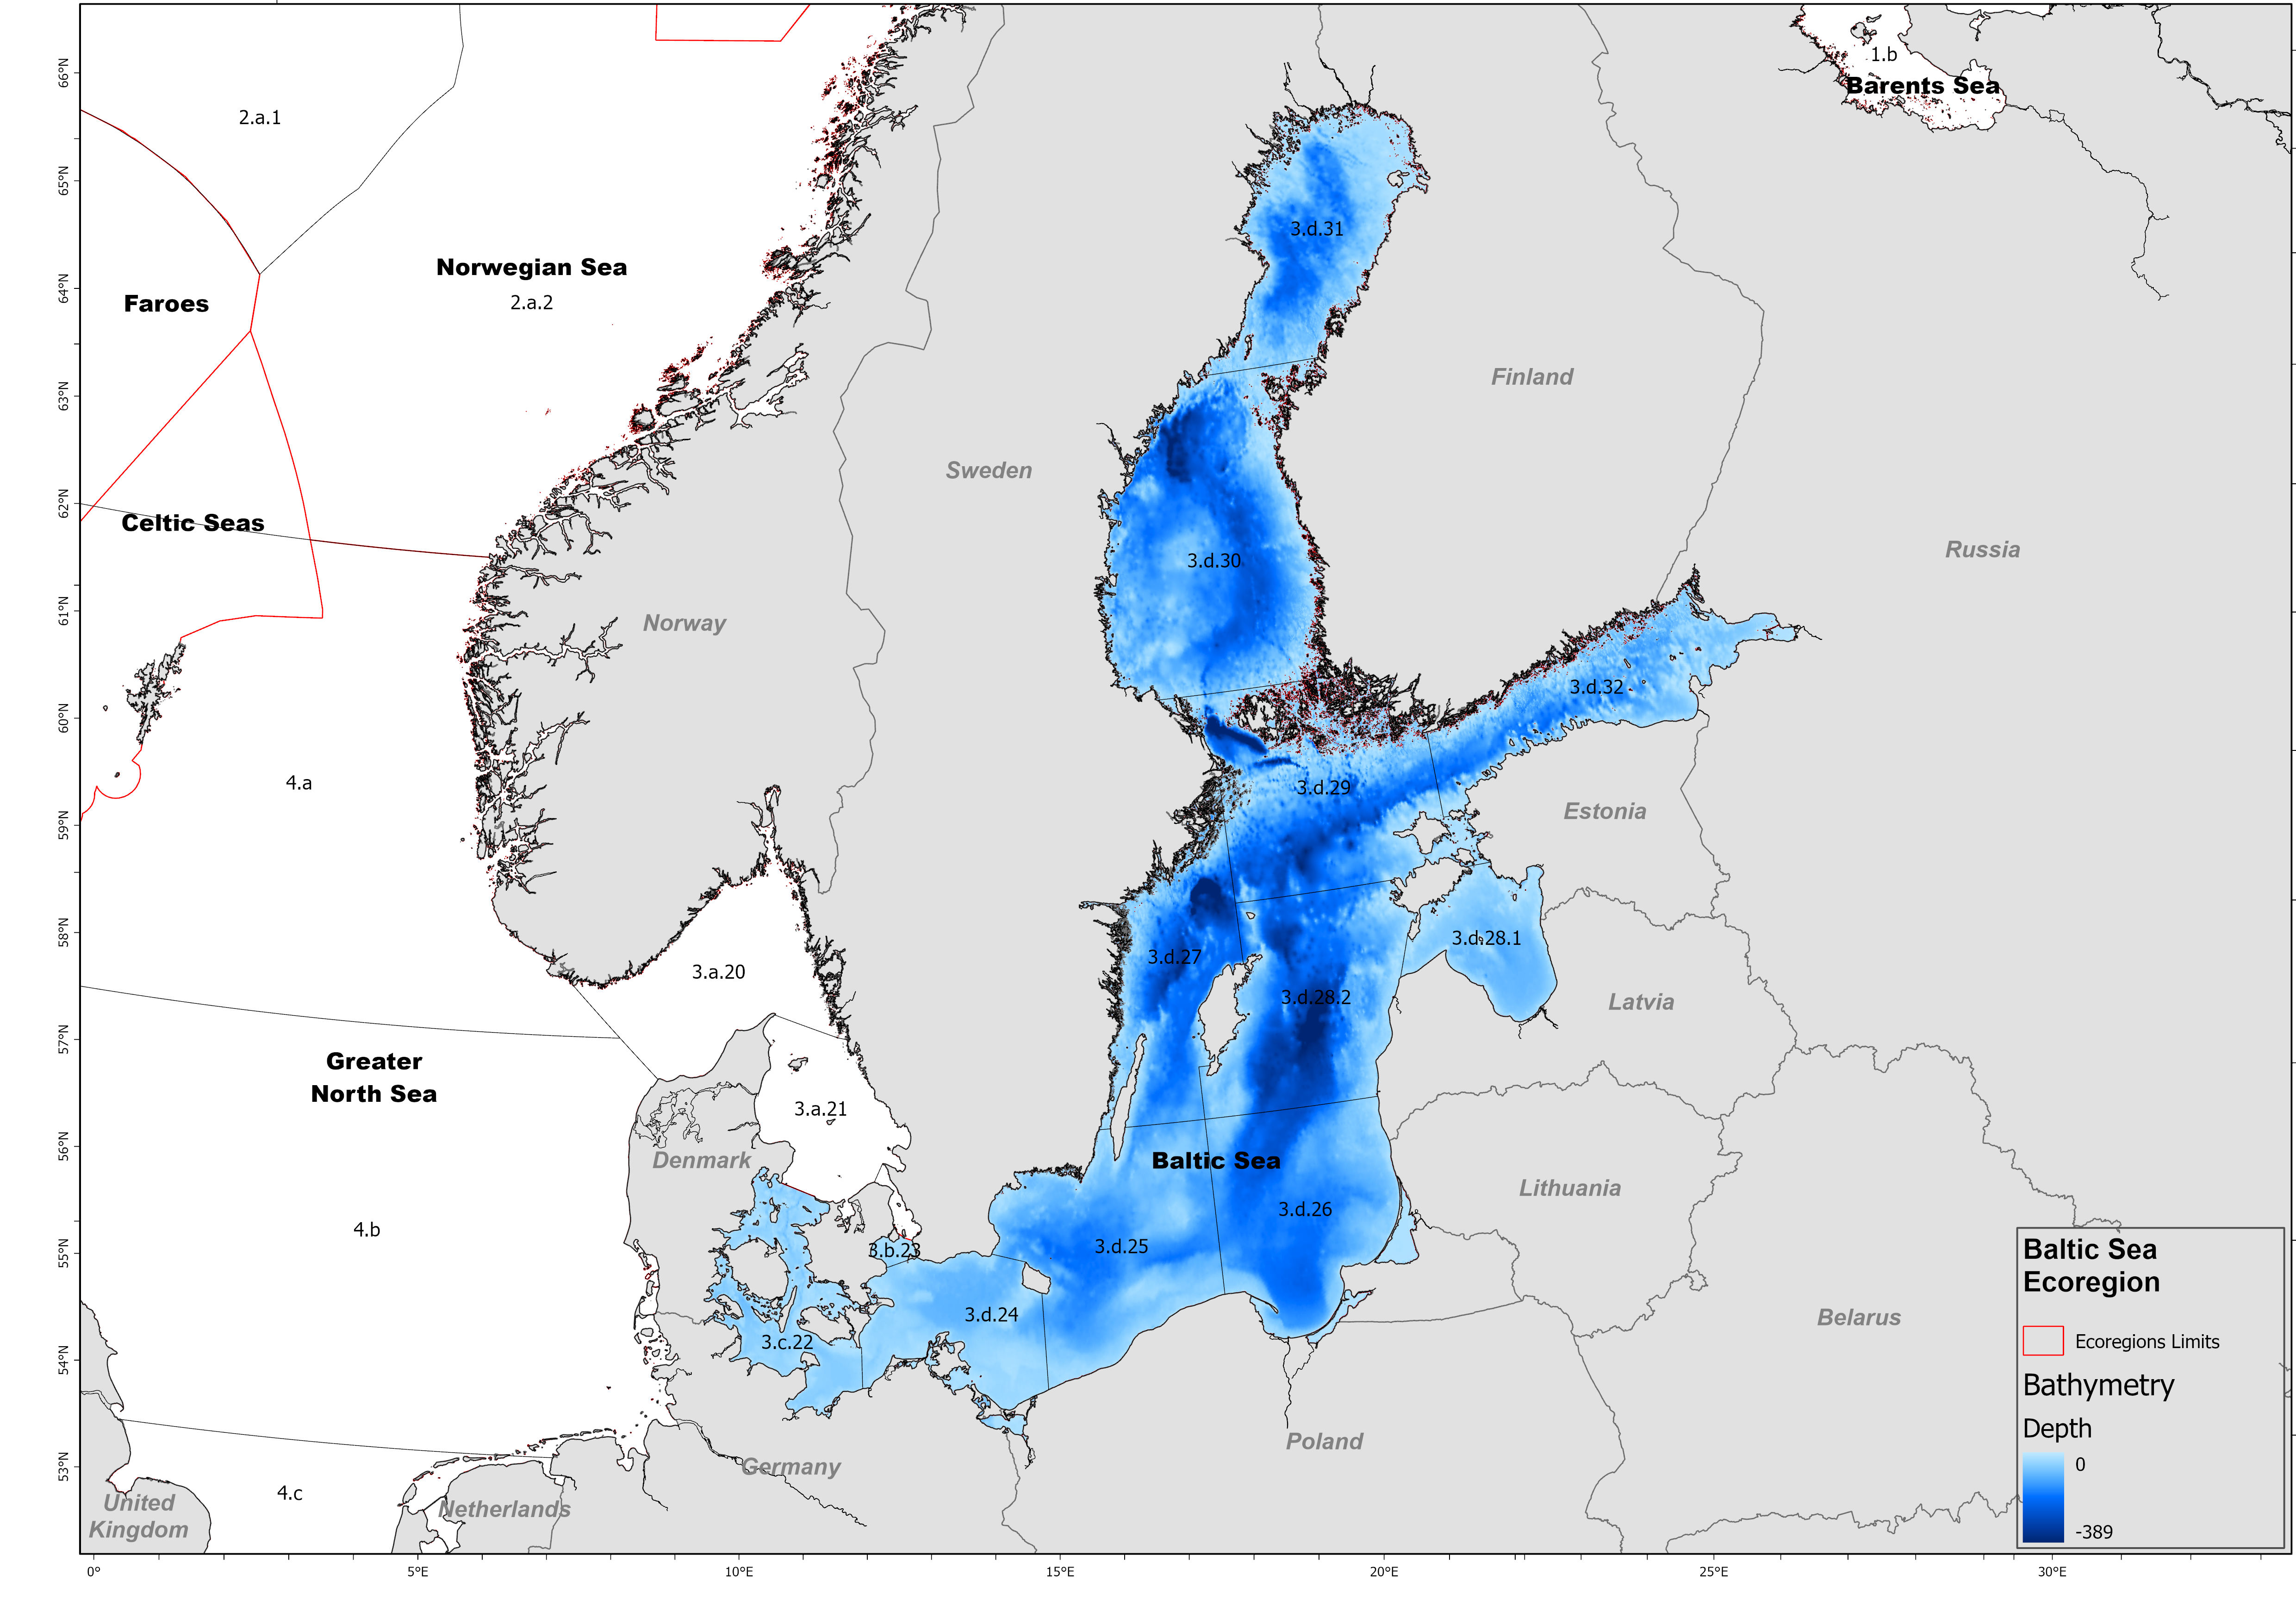 66°N
65°N
64°N
63°N
62°N
61°N
60°N
59°N
58°N
57°N
56°N
55°N
54°N
53°N
1.b
Barents Sea
2.a.1
3.d.31
Norwegian Sea
2.a.2
Faroes
Finland
Sweden
Celtic Seas
Russia
3.d.30
Norway
3.d.32
4.a
3.d.29
Estonia
3.d.28.1
3.d.27
3.a.20
3.d.28.2
Latvia
Greater
North Sea
3.a.21
Denmark
Baltic Sea
Lithuania
3.d.26
4.b
3.b.23
3.d.25
3.d.24
3.c.22
Belarus
Poland
Germany
4.c
Netherlands
United
Kingdom
Baltic Sea
Ecoregion
Ecoregions Limits
Bathymetry
Depth
0
-389
0°
5°E
10°E
15°E
20°E
25°E
30°E